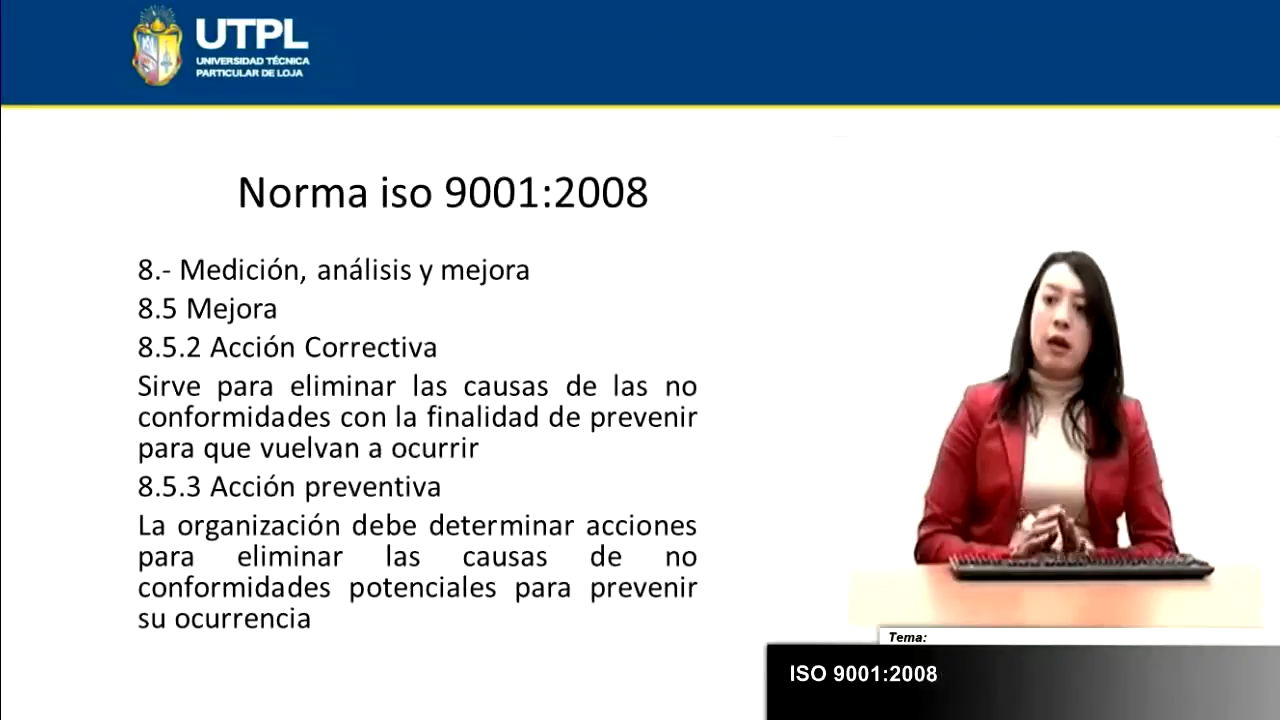 UTPL
UNIVERSIDAD TÉCNICA
PARTICULAR DE LOJA
Norma iso 9001:2008
8.- Medición, análisis y mejora
8.5 Mejora
8.5.2 Acción Correctiva
Sirve para eliminar las causas de las no
conformidades con la finalidad de prevenir
para que vuelvan a ocurrir
8.5.3 Acción preventiva
La organización debe determinar acciones
para eliminar las causas de no
conformidades potenciales para prevenir
su ocurrencia
Tema:
ISO 9001:2008